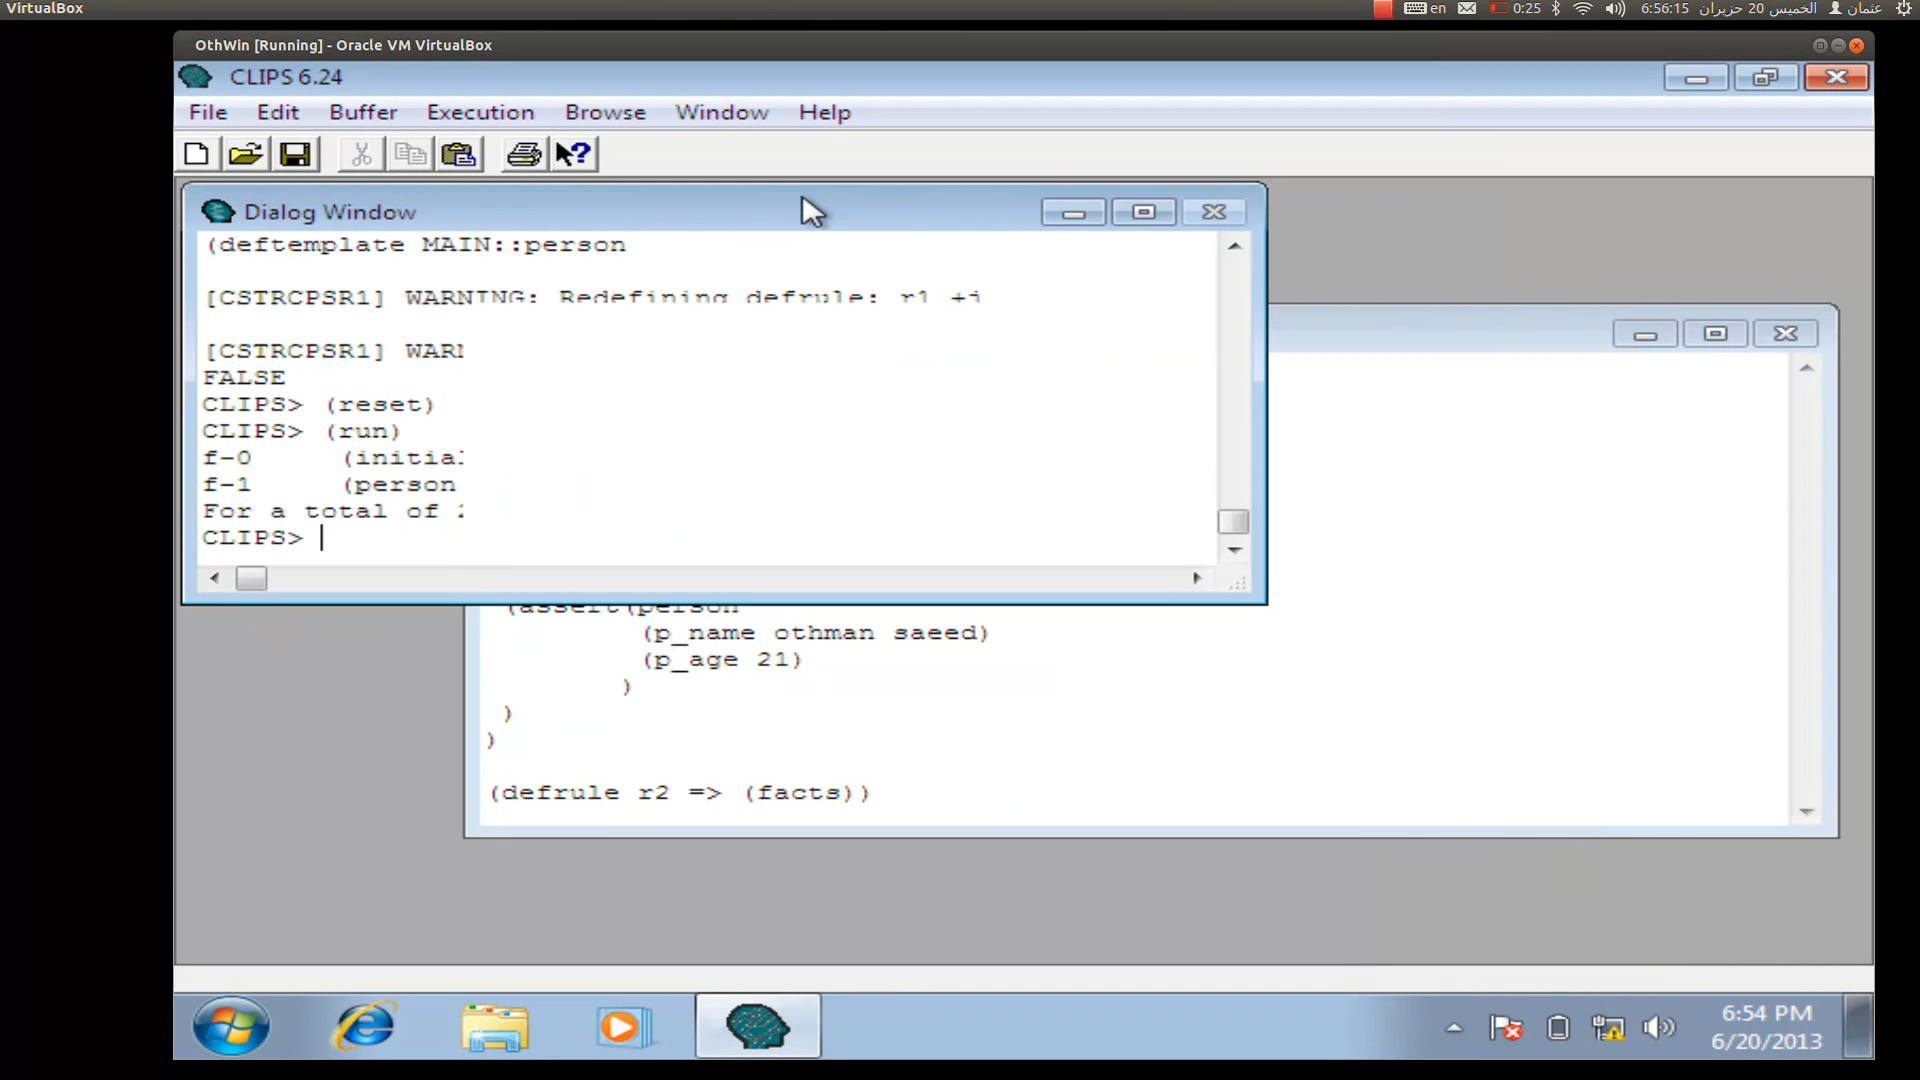 VirtualBox
en
0:25
6:56:15 الخميس 20 حزيران
عثمان
OthWin [Running] - Oracle VM VirtualBox
CLIPS 6.24
File Edit Buffer Execution Browse Window Help
Dialog Window
(deftemplate MAIN::person
[CSTRCPSR1] WARNING: Redefining defrule: r1 +j
[CSTRCPSR1]
FALSE
CLIPS> (reset)
CLIPS> (run)
f-0
f-1 (person
For a total of
CLIPS>
(assert(person
(p_name othman saeed)
(p_age 21)
)
)
)
(defrule r2 => (facts))
6:54 PM
6/20/2013